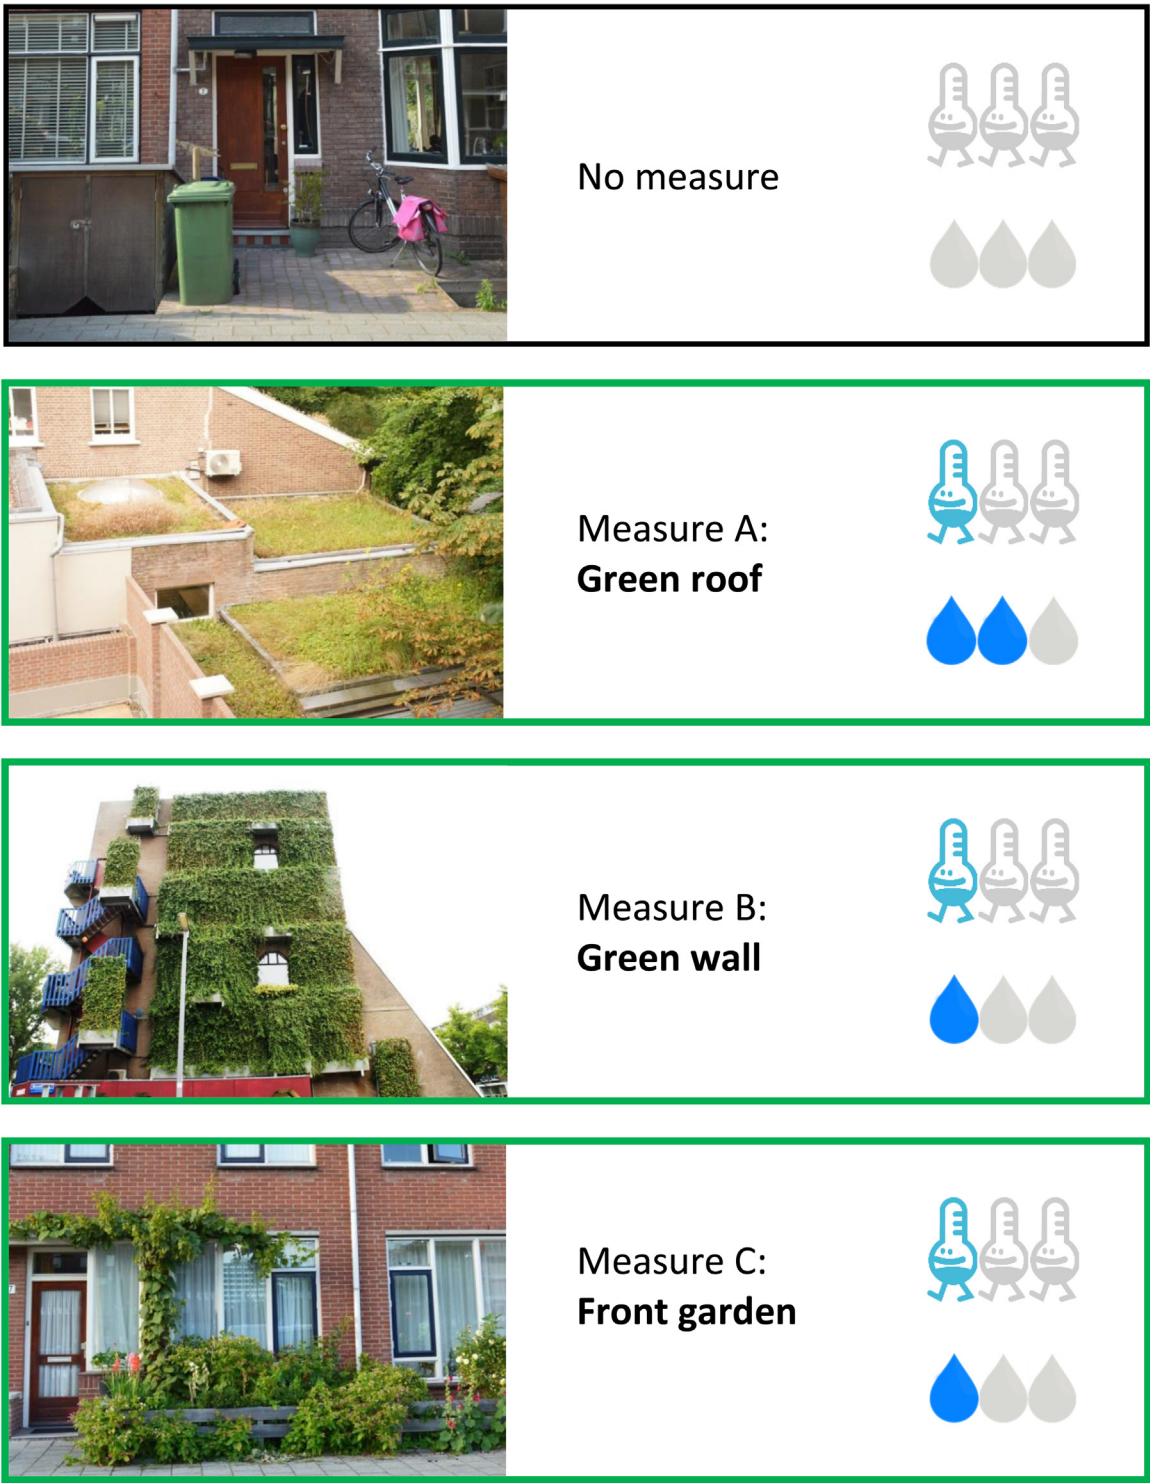 No measure
Measure A:
Green roof
Measure B:
Green wall
Measure C:
Front garden